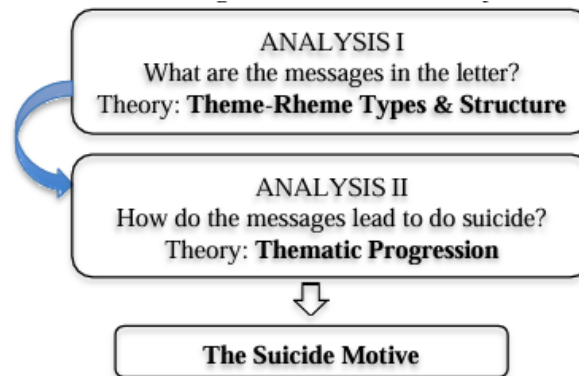 ANALYSIS I
What are the messages in the letter?
Theory: Theme-Rheme Types & Structure
ANALYSIS II
How do the messages lead to do suicide?
Theory: Thematic Progression
The Suicide Motive